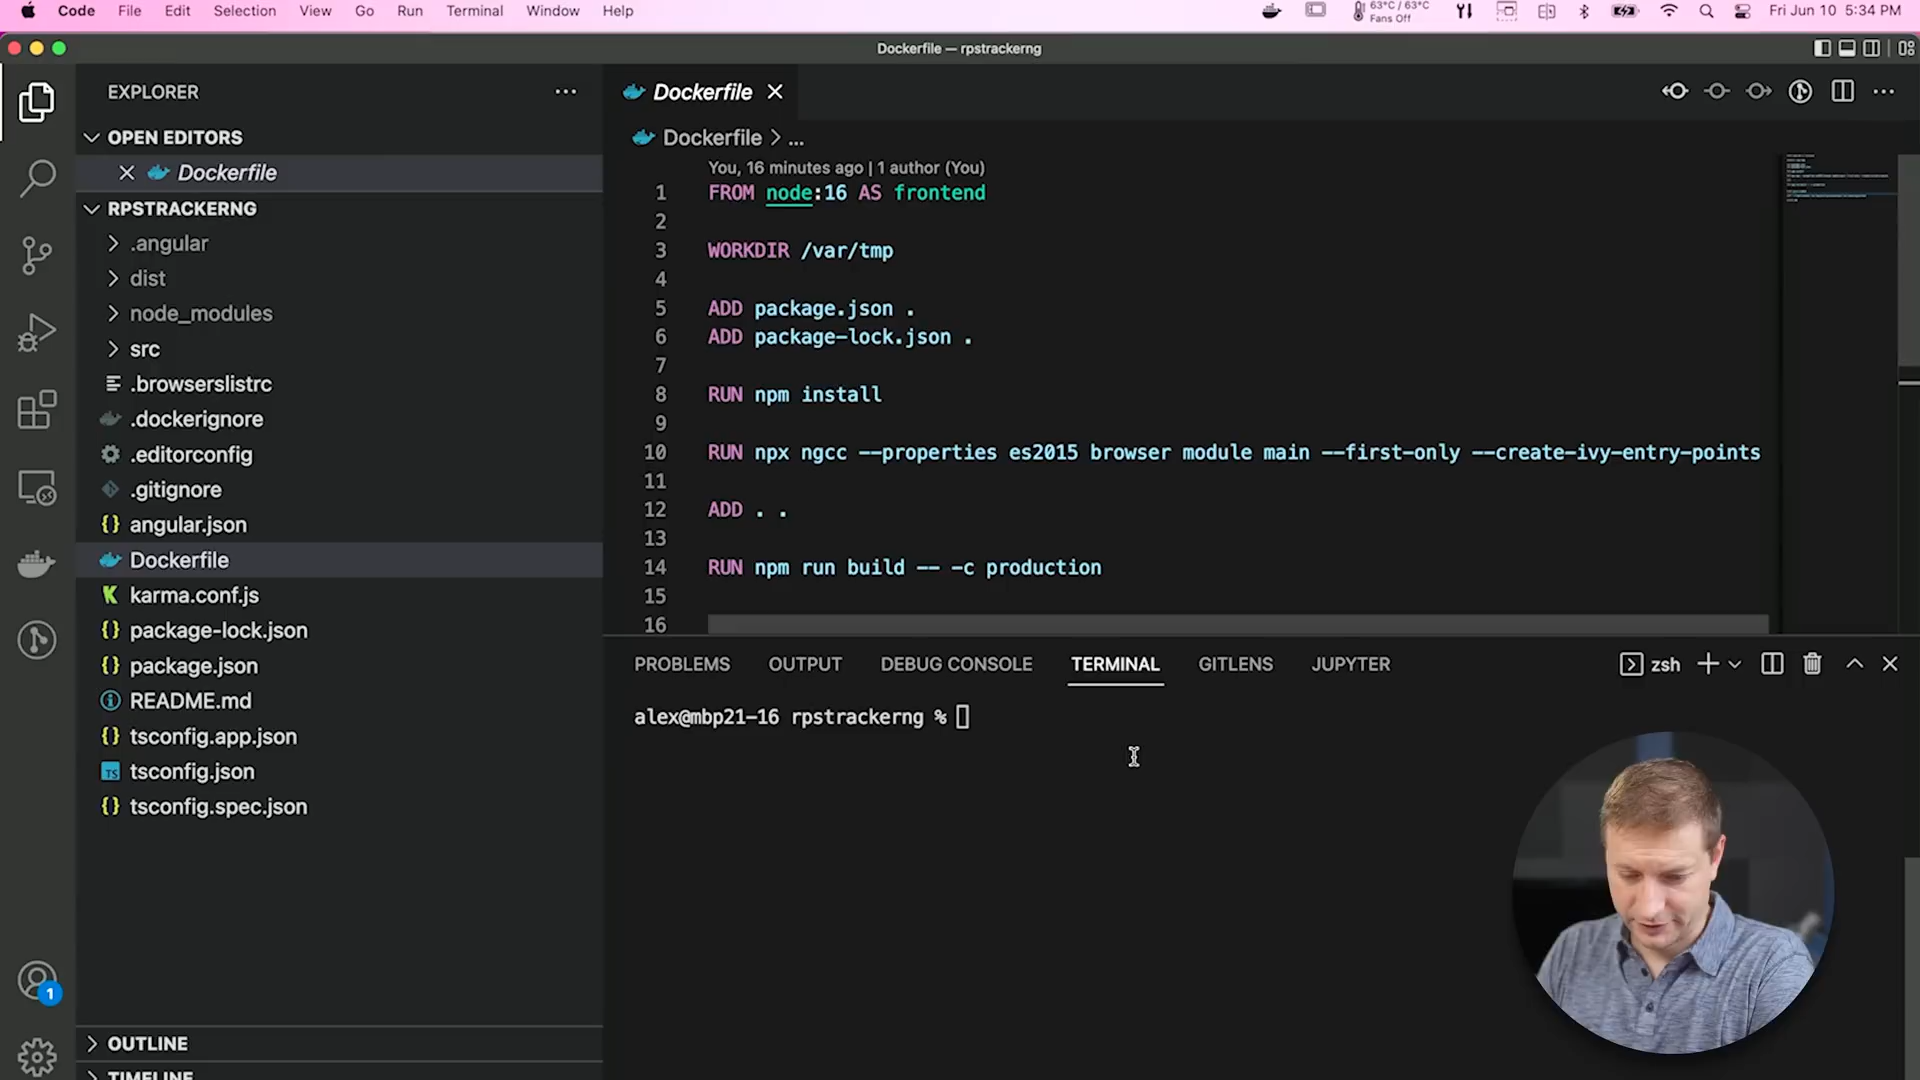 Code File Edit Selection View Go Run Terminal Window Help
63°C / 63°C
Fans Off
Fri Jun 10 5:34 PM
Dockerfile — rpstrackerng
EXPLORER
OPEN EDITORS
Dockerfile
RPSTRACKERNG
.angular
dist
node_modules
src
.browserslistrc
.dockerignore
.editorconfig
.gitignore
angular.json
Dockerfile
karma.conf.js
package-lock.json
package.json
README.md
tsconfig.app.json
tsconfig.json
tsconfig.spec.json
1
OUTLINE
TIMELINE
Dockerfile
Dockerfile > ...
You, 16 minutes ago | 1 author (You)
1 FROM node:16 AS frontend
2
3 WORKDIR /var/tmp
4
5 ADD package.json .
6 ADD package-lock.json .
7
8 RUN npm install
9
10 RUN npx ngcc --properties es2015 browser module main --first-only --create-ivy-entry-points
11
12 ADD . .
13
14 RUN npm run build -- -c production
15
16
PROBLEMS OUTPUT DEBUG CONSOLE TERMINAL GITLENS JUPYTER
zsh
alex@mbp21-16 rpstrackerng %